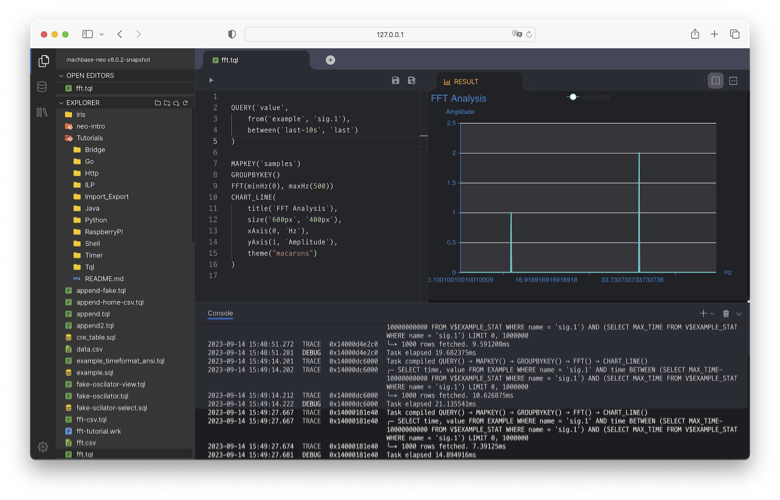 127.0.0.1
machbase-neo v8.0.2-snapshot
OPEN EDITORS
fft.tql
EXPLORER
iris
neo-intro
Tutorials
Bridge
Go
Http
ILP
Import_Export
Java
Python
RaspberryPi
Shell
Timer
Tql
README.md
append-fake.tql
append-home-csv.tql
append.tql
append2.tql
cre_table.sql
data.csv
example_timeformat_ansi.tql
example.sql
fake-oscilator-view.tql
fake-oscilator.tql
fake-scilator-select.sql
fft-csv.tql
fft-tutorial.wrk
fft.csv
fft.tql
fft.tql
1
2 QUERY('value',
3 from('example', 'sig.1'),
4 between('last-10s', 'last')
5 )
6
7 MAPKEY('samples')
8 GROUPBYKEY()
9 FFT(minHz(0), maxHz(500))
10 CHART_LINE(
11 title('FFT Analysis'),
12 size('600px', '400px'),
13 xAxis(0, 'Hz'),
14 yAxis(1, 'Amplitude'),
15 theme("macarons")
16 )
17
RESULT
FFT Analysis
Amplitude
2.5
2
1.5
1
0.5
0
16.916916916916918
33.733733733733736
Hz
Console
10000000000 FROM V$EXAMPLE_STAT WHERE name = 'sig.1') AND (SELECT MAX_TIME FROM V$EXAMPLE_STAT
WHERE name = 'sig.1') LIMIT 0, 1000000
2023-09-14 15:48:51.272 TRACE 0x14000d4e2c0 ╰─➤ 1000 rows fetched. 9.591208ms
2023-09-14 15:48:51.281 DEBUG 0x14000d4e2c0 Task elapsed 19.682375ms
2023-09-14 15:49:14.201 TRACE 0x14000dc6000 Task compiled QUERY() → MAPKEY() → GROUPBYKEY() → FFT() → CHART_LINE()
2023-09-14 15:49:14.202 TRACE 0x14000dc6000 ╭─ SELECT time, value FROM EXAMPLE WHERE name = 'sig.1' AND time BETWEEN (SELECT MAX_TIME-
10000000000 FROM V$EXAMPLE_STAT WHERE name = 'sig.1') AND (SELECT MAX_TIME FROM V$EXAMPLE_STAT
WHERE name = 'sig.1') LIMIT 0, 1000000
2023-09-14 15:49:14.212 TRACE 0x14000dc6000 ╰─➤ 1000 rows fetched. 10.626875ms
2023-09-14 15:49:14.222 DEBUG 0x14000dc6000 Task elapsed 21.135541ms
2023-09-14 15:49:27.667 TRACE 0x14000181e40 Task compiled QUERY() → MAPKEY() → GROUPBYKEY() → FFT() → CHART_LINE()
2023-09-14 15:49:27.667 TRACE 0x14000181e40 ╭─ SELECT time, value FROM EXAMPLE WHERE name = 'sig.1' AND time BETWEEN (SELECT MAX_TIME-
10000000000 FROM V$EXAMPLE_STAT WHERE name = 'sig.1') AND (SELECT MAX_TIME FROM V$EXAMPLE_STAT
WHERE name = 'sig.1') LIMIT 0, 1000000
2023-09-14 15:49:27.674 TRACE 0x14000181e40 ╰─➤ 1000 rows fetched. 7.39125ms
2023-09-14 15:49:27.681 DEBUG 0x14000181e40 Task elapsed 14.894916ms